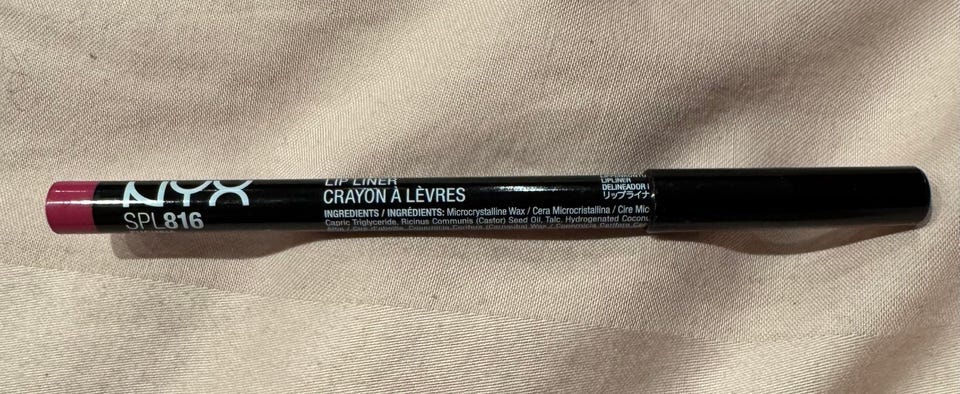 NYX
SPL816
LIP LINER
CRAYON À LÈVRES
INGREDIENTS / INGRÉDIENTS: Microcrystalline Wax / Cera Microcristallina / Cire Mic
Capric Triglyceride, Ricinus Communis (Castor) Seed Oil, Talc, Hydrogenated Coconu
LIPLINER
DELINEADOR
リップライナ